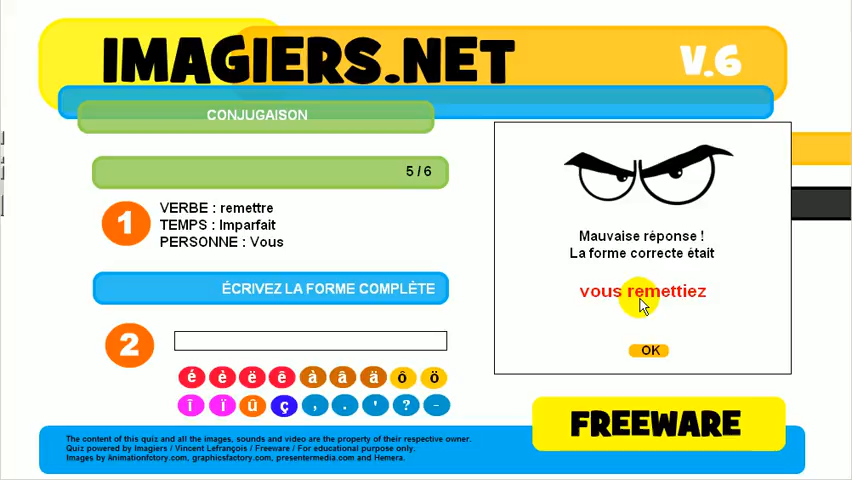 IMAGIERS.NET
V.6
CONJUGAISON
5 / 6
1
VERBE : remettre
TEMPS : Imparfait
PERSONNE : Vous
ÉCRIVEZ LA FORME COMPLÈTE
2
é è ë ê à â ä ô ö
î ï û ç , . ' ? -
Mauvaise réponse !
La forme correcte était
vous remettiez
OK
FREEWARE
The content of this quiz and all the images, sounds and video are the property of their respective owner.
Quiz powered by Imagiers / Vincent Lefrançois / Freeware / For educational purpose only.
Images by Animationfctory.com, graphicsfactory.com, presentermedia.com and Hemera.